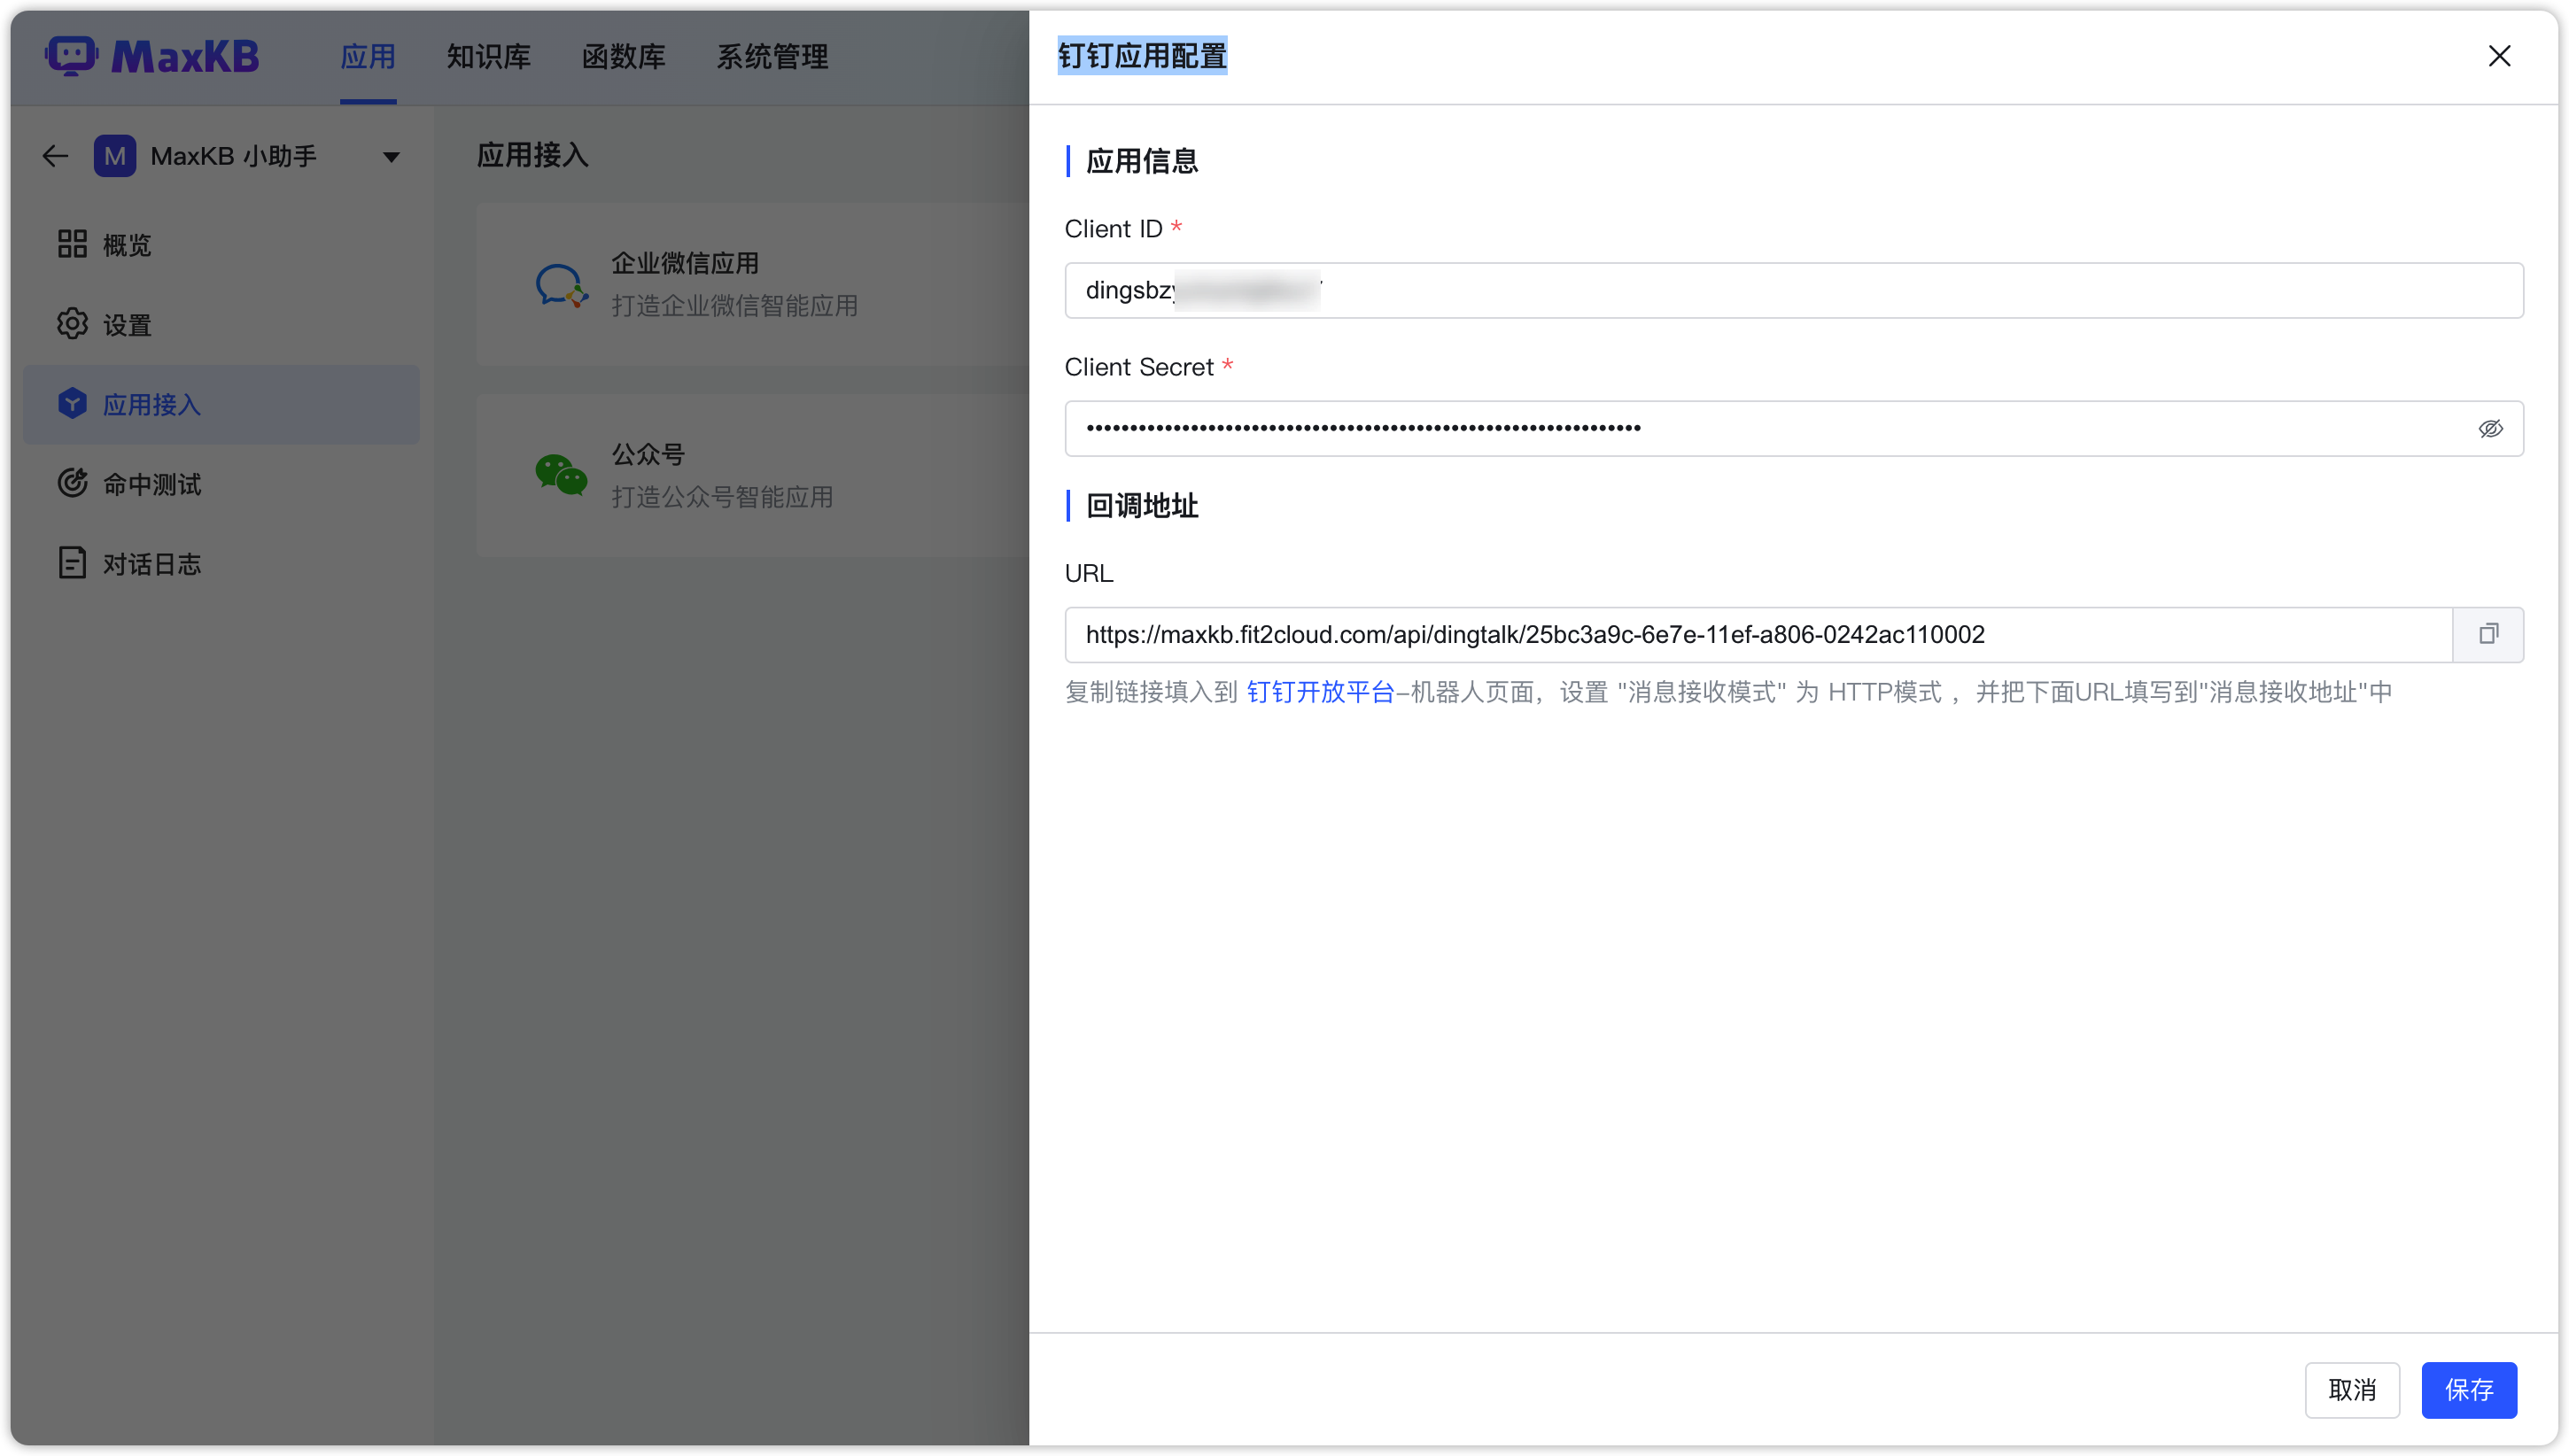 MaxKB
应用
知识库
函数库
系统管理
M
MaxKB 小助手
概览
设置
应用接入
命中测试
对话日志
应用接入
企业微信应用
打造企业微信智能应用
公众号
打造公众号智能应用
钉钉应用配置
应用信息
Client ID *
dingsbzy
Client Secret *
••••••••••••••••••••••••••••••••••••••••••••••••••••••••••••••••
回调地址
URL
https://maxkb.fit2cloud.com/api/dingtalk/25bc3a9c-6e7e-11ef-a806-0242ac110002
复制链接填入到 钉钉开放平台-机器人页面，设置 "消息接收模式" 为 HTTP模式 ，并把下面URL填写到"消息接收地址"中
取消
保存